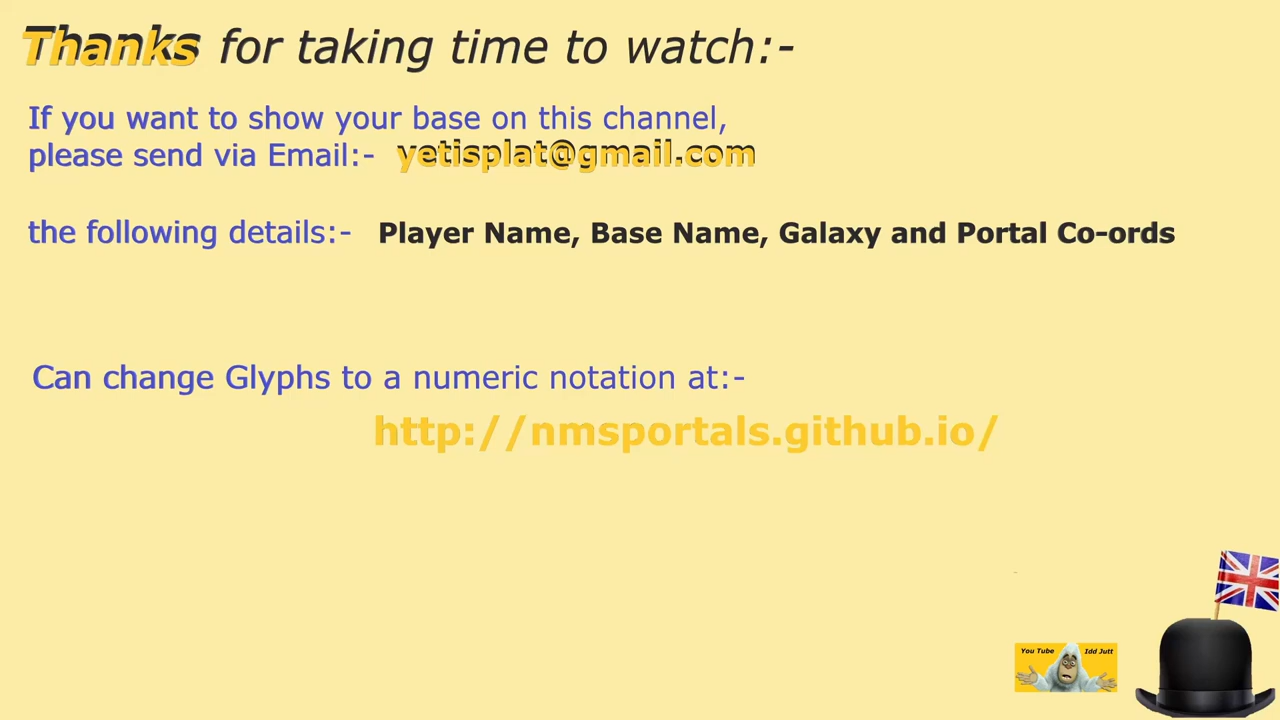 Thanks for taking time to watch:-
If you want to show your base on this channel,
please send via Email:- yetisplat@gmail.com
the following details:- Player Name, Base Name, Galaxy and Portal Co-ords
Can change Glyphs to a numeric notation at:-
http://nmsportals.github.io/
You Tube Idd Jutt